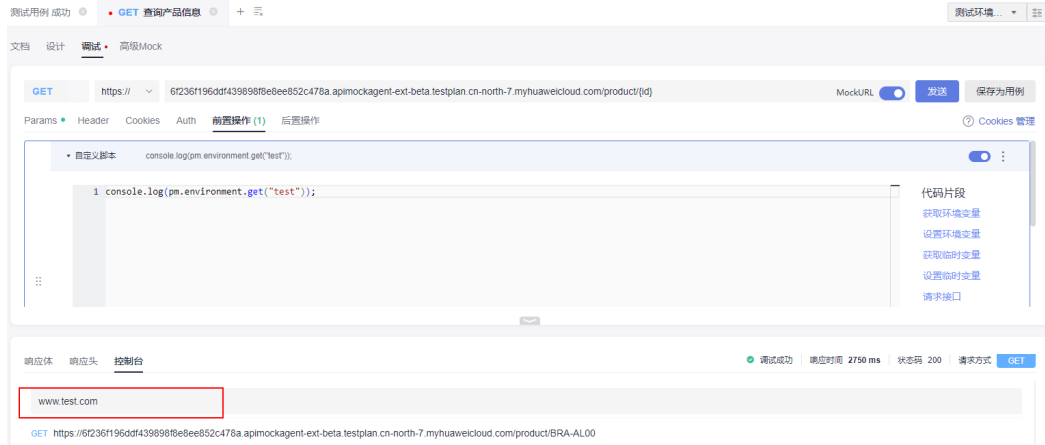 测试用例 成功
GET 查询产品信息
测试环境...
文档 设计 调试 高级Mock
GET https:// 6f236f196ddf439898f8e8ee852c478a.apimockagent-ext-beta.testplan.cn-north-7.myhuaweicloud.com/product/{id} MockURL 发送 保存为用例
Params Header Cookies Auth 前置操作 (1) 后置操作 Cookies 管理
自定义脚本 console.log(pm.environment.get("test"));
1 console.log(pm.environment.get("test"));
代码片段
获取环境变量
设置环境变量
获取临时变量
设置临时变量
请求接口
响应体 响应头 控制台 调试成功 响应时间 2750 ms 状态码 200 请求方式 GET
www.test.com
GET https://6f236f196ddf439898f8e8ee852c478a.apimockagent-ext-beta.testplan.cn-north-7.myhuaweicloud.com/product/BRA-AL00